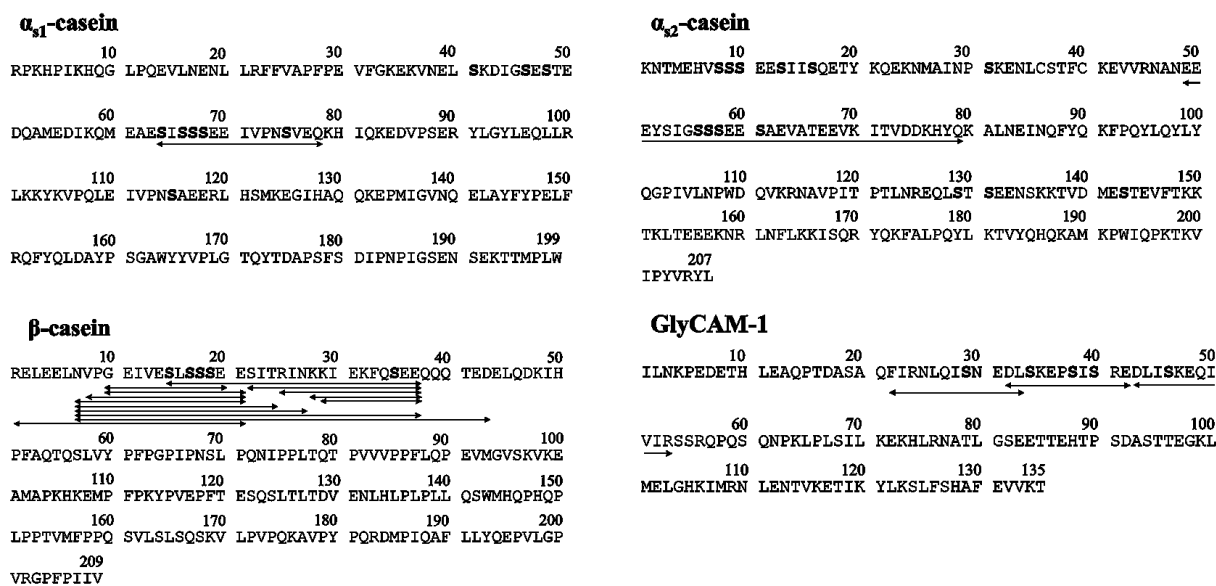 α_s1-casein
10 20 30 40 50
RPKHPIKHQG LPQEVLNENL LRFFVAPFPE VFGKEKVNEL SKDIGSESTE
60 70 80 90 100
DQAMEDIKQM EAESISSSEE IVPNSVEQKH IQKEDVPSER YLGYLEQLLR
110 120 130 140 150
LKKYKVPQLE IVPNSAEERL HSMKEGIHAQ QKEPMIGVNQ ELAYFYPELF
160 170 180 190 199
RQFYQLDAYP SGAWYYVPLG TQYTDAPSFS DIPNPIGSEN SEKTTMPLW
α_s2-casein
10 20 30 40 50
KNTMEHVSSS EESIISQETY KQEKNMAINP SKENLCSTFC KEVVRNANEE
60 70 80 90 100
EYSIGSSSEE SAEVATEEVK ITVDDKHYQK ALNEINQFYQ KFPQYLQYLY
110 120 130 140 150
QGPIVLNPWD QVKRNAVPIT PTLNREQLST SEENSKKTVD MESTEVFTKK
160 170 180 190 200
TKLTEEEKNR LNFLKKISQR YQKFALPQYL KTVYQHQKAM KPWIQPKTKV
207
IPYVRYL
β-casein
10 20 30 40 50
RELEELNVPG EIVESLSSSE ESITRINKKI EKFQSEEQQQ TEDELQDKIH
60 70 80 90 100
PFAQTQSLVY PFPGPIPNSL PQNIPPLTQT PVVVPPFLQP EVMGVSKVKE
110 120 130 140 150
AMAPKHKEMP FPKYPVEPFT ESQSLTLTDV ENLHLPLPLL QSWMHQPHQP
160 170 180 190 200
LPPTVMFPPQ SVLSLSQSKV LPVPQKAVPY PQRDMPIQAF LLYQEPVLGP
209
VRGPFPIIV
GlyCAM-1
10 20 30 40 50
ILNKPEDETH LEAQPTDASA QFIRNLQISN EDLSKEPSIS REDLISKEQI
60 70 80 90 100
VIRSSRQPQS QNPKLPLSIL KEKHLRNATL GSEETTEHTP SDASTTEGKL
110 120 130 135
MELGHKIMRN LENTVKETIK YLKSLFSHAF EVVKT